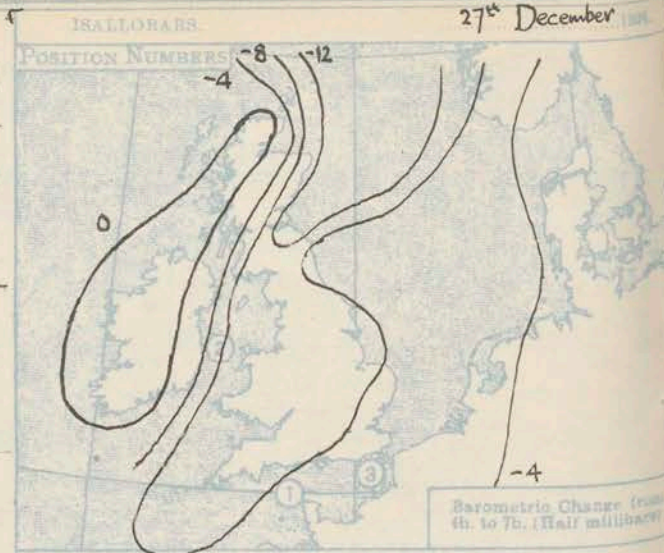 ISALLOBARS.
27th December
POSITION NUMBERS
-4
-8
-12
0
2
1
3
-4
Barometric Change
4h. to 7h. (Half millibars)